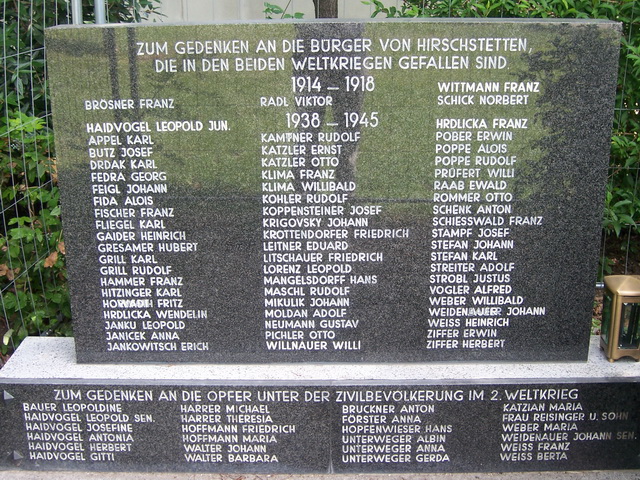 ZUM GEDENKEN AN DIE BÜRGER VON HIRSCHSTETTEN,
DIE IN DEN BEIDEN WELTKRIEGEN GEFALLEN SIND.
1914 – 1918
BRÖSNER FRANZ
RADL VIKTOR
WITTMANN FRANZ
SCHICK NORBERT
1938 – 1945
HAIDVOGEL LEOPOLD JUN.
APPEL KARL
BUTZ JOSEF
DRDAK KARL
FEDRA GEORG
FEIGL JOHANN
FIDA ALOIS
FISCHER FRANZ
FLIEGEL KARL
GAIDER HEINRICH
GRESAMER HUBERT
GRILL KARL
GRILL RUDOLF
HAMMER FRANZ
HITZINGER KARL
FRITZ
HRDLICKA WENDELIN
JANKU LEOPOLD
JANICEK ANNA
JANKOWITSCH ERICH
KAMTNER RUDOLF
KATZLER ERNST
KATZLER OTTO
KLIMA FRANZ
KLIMA WILLIBALD
KOHLER RUDOLF
KOPPENSTEINER JOSEF
KRIGOVSKY JOHANN
KROTTENDORFER FRIEDRICH
LEITNER EDUARD
LITSCHAUER FRIEDRICH
LORENZ LEOPOLD
MANGELSDORFF HANS
MASCHL RUDOLF
MIKULIK JOHANN
MOLDAN ADOLF
NEUMANN GUSTAV
PICHLER OTTO
WILLNAUER WILLI
HRDLICKA FRANZ
POBER ERWIN
POPPE ALOIS
POPPE RUDOLF
PRÜFERT WILLI
RAAB EWALD
ROMMER OTTO
SCHENK ANTON
SCHIESSWALD FRANZ
STAMPF JOSEF
STEFAN JOHANN
STEFAN KARL
STREITER ADOLF
STROBL JUSTUS
VOGLER ALFRED
WEBER WILLIBALD
WEIDENAUER JOHANN
WEISS HEINRICH
ZIFFER ERWIN
ZIFFER HERBERT
ZUM GEDENKEN AN DIE OPFER UNTER DER ZIVILBEVÖLKERUNG IM 2. WELTKRIEG
BAUER LEOPOLDINE
HAIDVOGEL LEOPOLD SEN.
HAIDVOGEL JOSEFINE
HAIDVOGEL ANTONIA
HAIDVOGEL HERBERT
HAIDVOGEL GITTI
HARRER MICHAEL
HARRER THERESIA
HOFFMANN FRIEDRICH
HOFFMANN MARIA
WALTER JOHANN
WALTER BARBARA
BRUCKNER ANTON
FÖRSTER ANNA
HOPFENWIESER HANS
UNTERWEGER ALBIN
UNTERWEGER ANNA
UNTERWEGER GERDA
KATZIAN MARIA
FRAU REISINGER U. SOHN
WEBER MARIA
WEIDENAUER JOHANN SEN.
WEISS FRANZ
WEISS BERTA